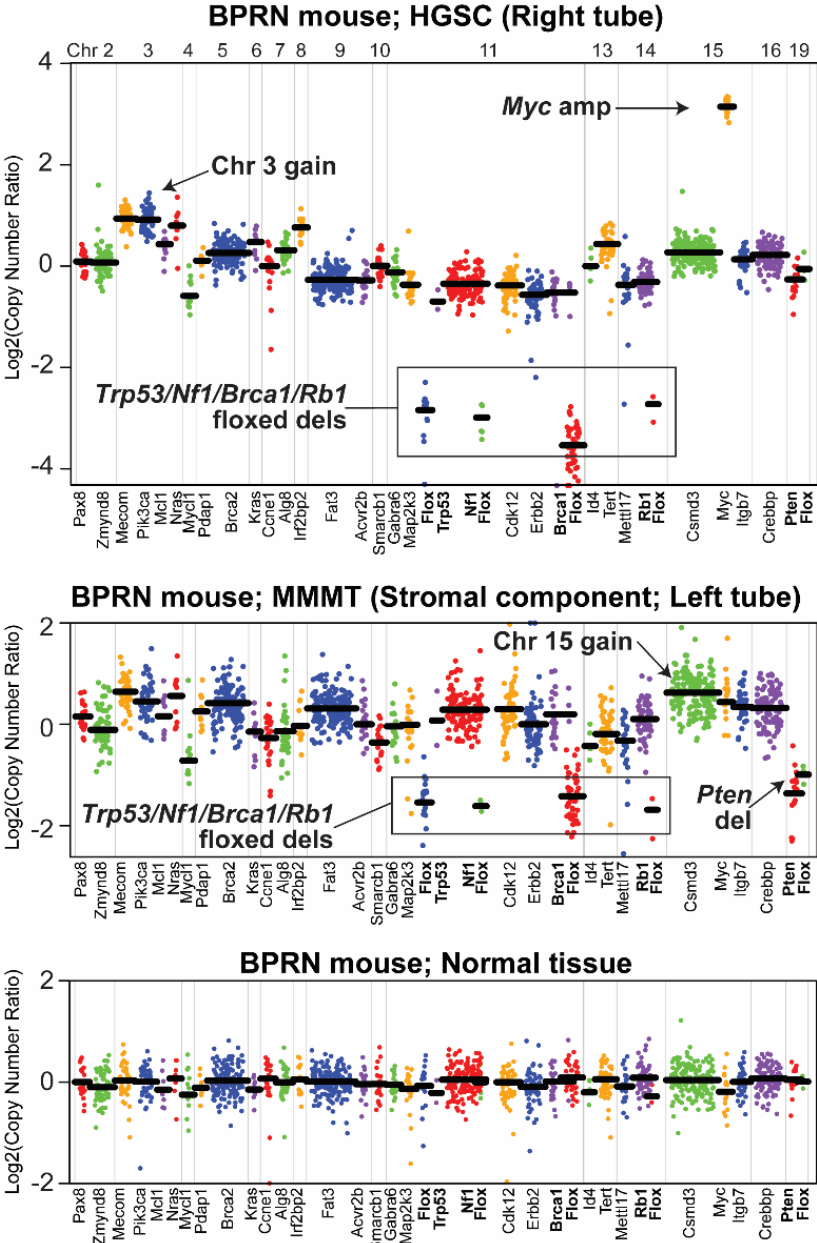 BPRN mouse; HGSC (Right tube)
Chr 2 3 4 5 6 7 8 9 10 11 13 14 15 16 19
4
2
0
-2
-4
Log2(Copy Number Ratio)
Myc amp
Chr 3 gain
Trp53/Nf1/Brca1/Rb1
floxed dels
Pax8 Zmynd8 Mecom Pik3ca Mcl1 Nras Mycl1 Pdap1 Brca2 Kras Ccne1 Alg8 Irf2bp2 Fat3 Acvr2b Smarcb1 Gabra6 Map2k3 Flox Trp53 Nf1 Flox Cdk12 Erbb2 Brca1 Flox Id4 Tert Mettl17 Rb1 Flox Csmd3 Myc Itgb7 Crebbp Pten Flox
BPRN mouse; MMMT (Stromal component; Left tube)
2
0
-2
Log2(Copy Number Ratio)
Chr 15 gain
Trp53/Nf1/Brca1/Rb1
floxed dels
Pten
del
Pax8 Zmynd8 Mecom Pik3ca Mcl1 Nras Mycl1 Pdap1 Brca2 Kras Ccne1 Alg8 Irf2bp2 Fat3 Acvr2b Smarcb1 Gabra6 Map2k3 Flox Trp53 Nf1 Flox Cdk12 Erbb2 Brca1 Flox Id4 Tert Mettl17 Rb1 Flox Csmd3 Myc Itgb7 Crebbp Pten Flox
BPRN mouse; Normal tissue
2
0
-2
Log2(Copy Number Ratio)
Pax8 Zmynd8 Mecom Pik3ca Mcl1 Nras Mycl1 Pdap1 Brca2 Kras Ccne1 Alg8 Irf2bp2 Fat3 Acvr2b Smarcb1 Gabra6 Map2k3 Flox Trp53 Nf1 Flox Cdk12 Erbb2 Brca1 Flox Id4 Tert Mettl17 Rb1 Flox Csmd3 Myc Itgb7 Crebbp Pten Flox